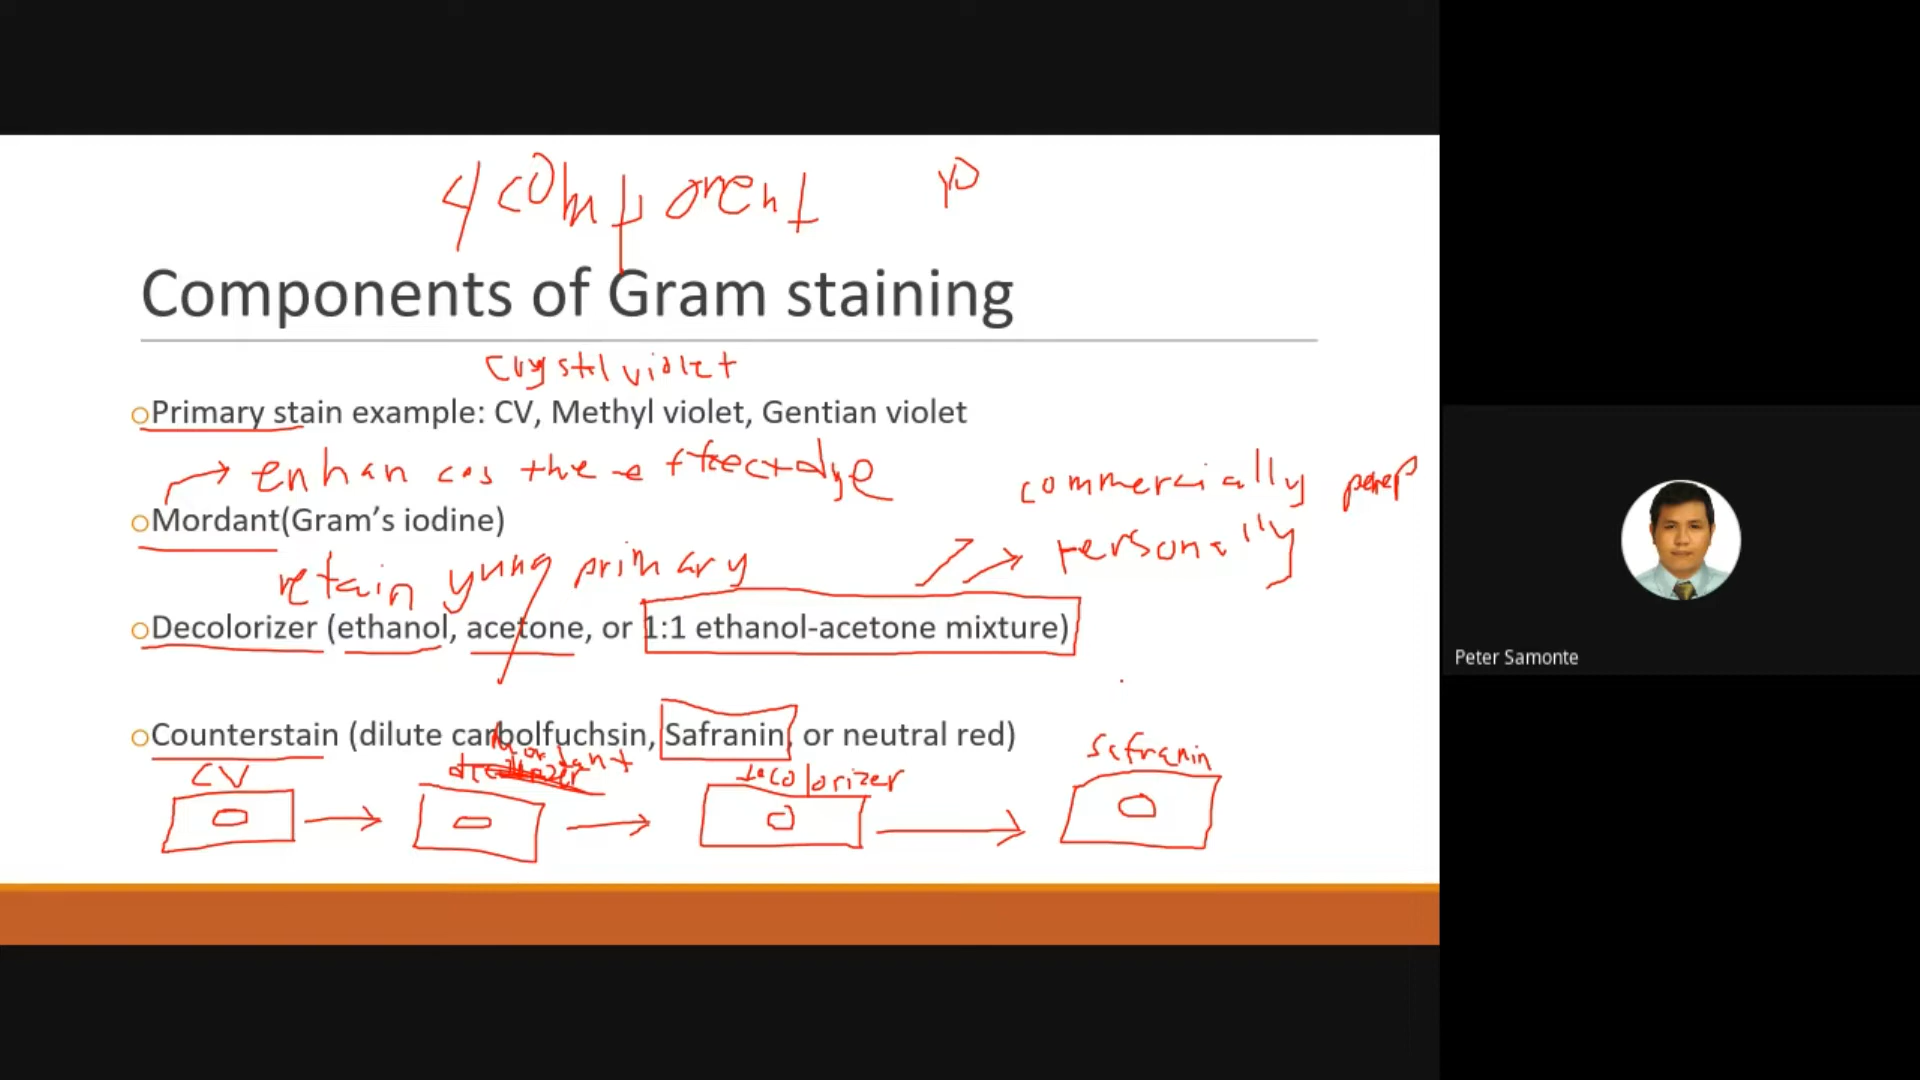 4 component
Components of Gram staining
Crystal violet
Primary stain example: CV, Methyl violet, Gentian violet
enhances the effect dye
commercially
Mordant(Gram's iodine)
personally
retain yung primary
Decolorizer (ethanol, acetone, or 1:1 ethanol-acetone mixture)
Peter Samonte
Counterstain (dilute carbolfuchsin, Safranin, or neutral red)
CV
Mordant
decolorizer
Safranin